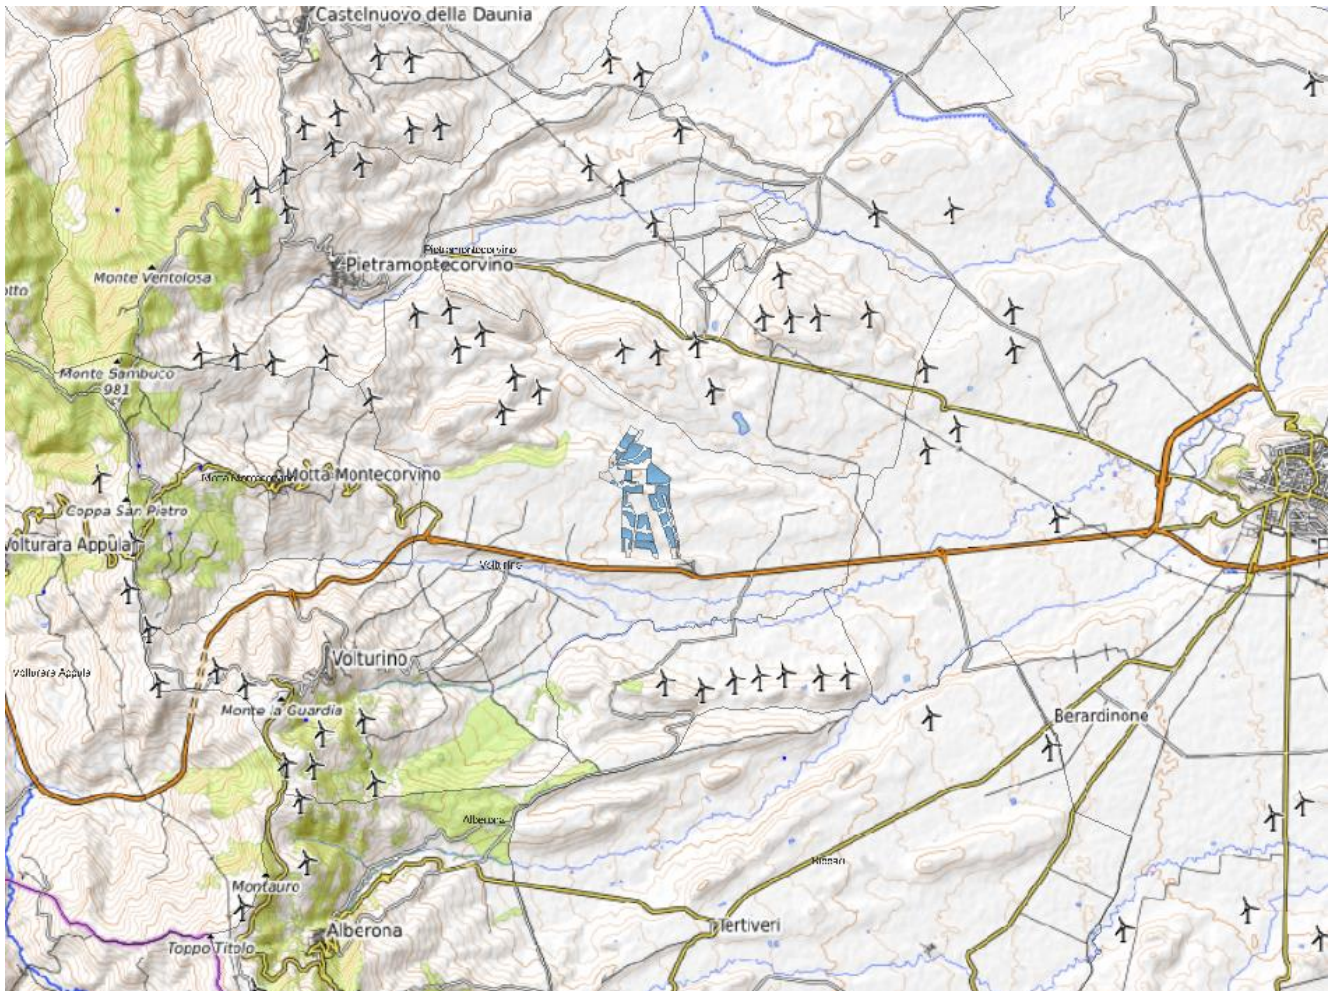 Castelnuovo della Daunia
Pietramontecorvino
Pietramontecorvino
Monte Ventolosa
otto
Monte Sambuco
981
Motta Montecorvino
Coppa San Pietro
Volturara Appula
Volturino
Volturino
Volturara Appula
Monte la Guardia
Berardinone
Alberona
Montauro
Alberona
Tertiveri
Toppo Titolo